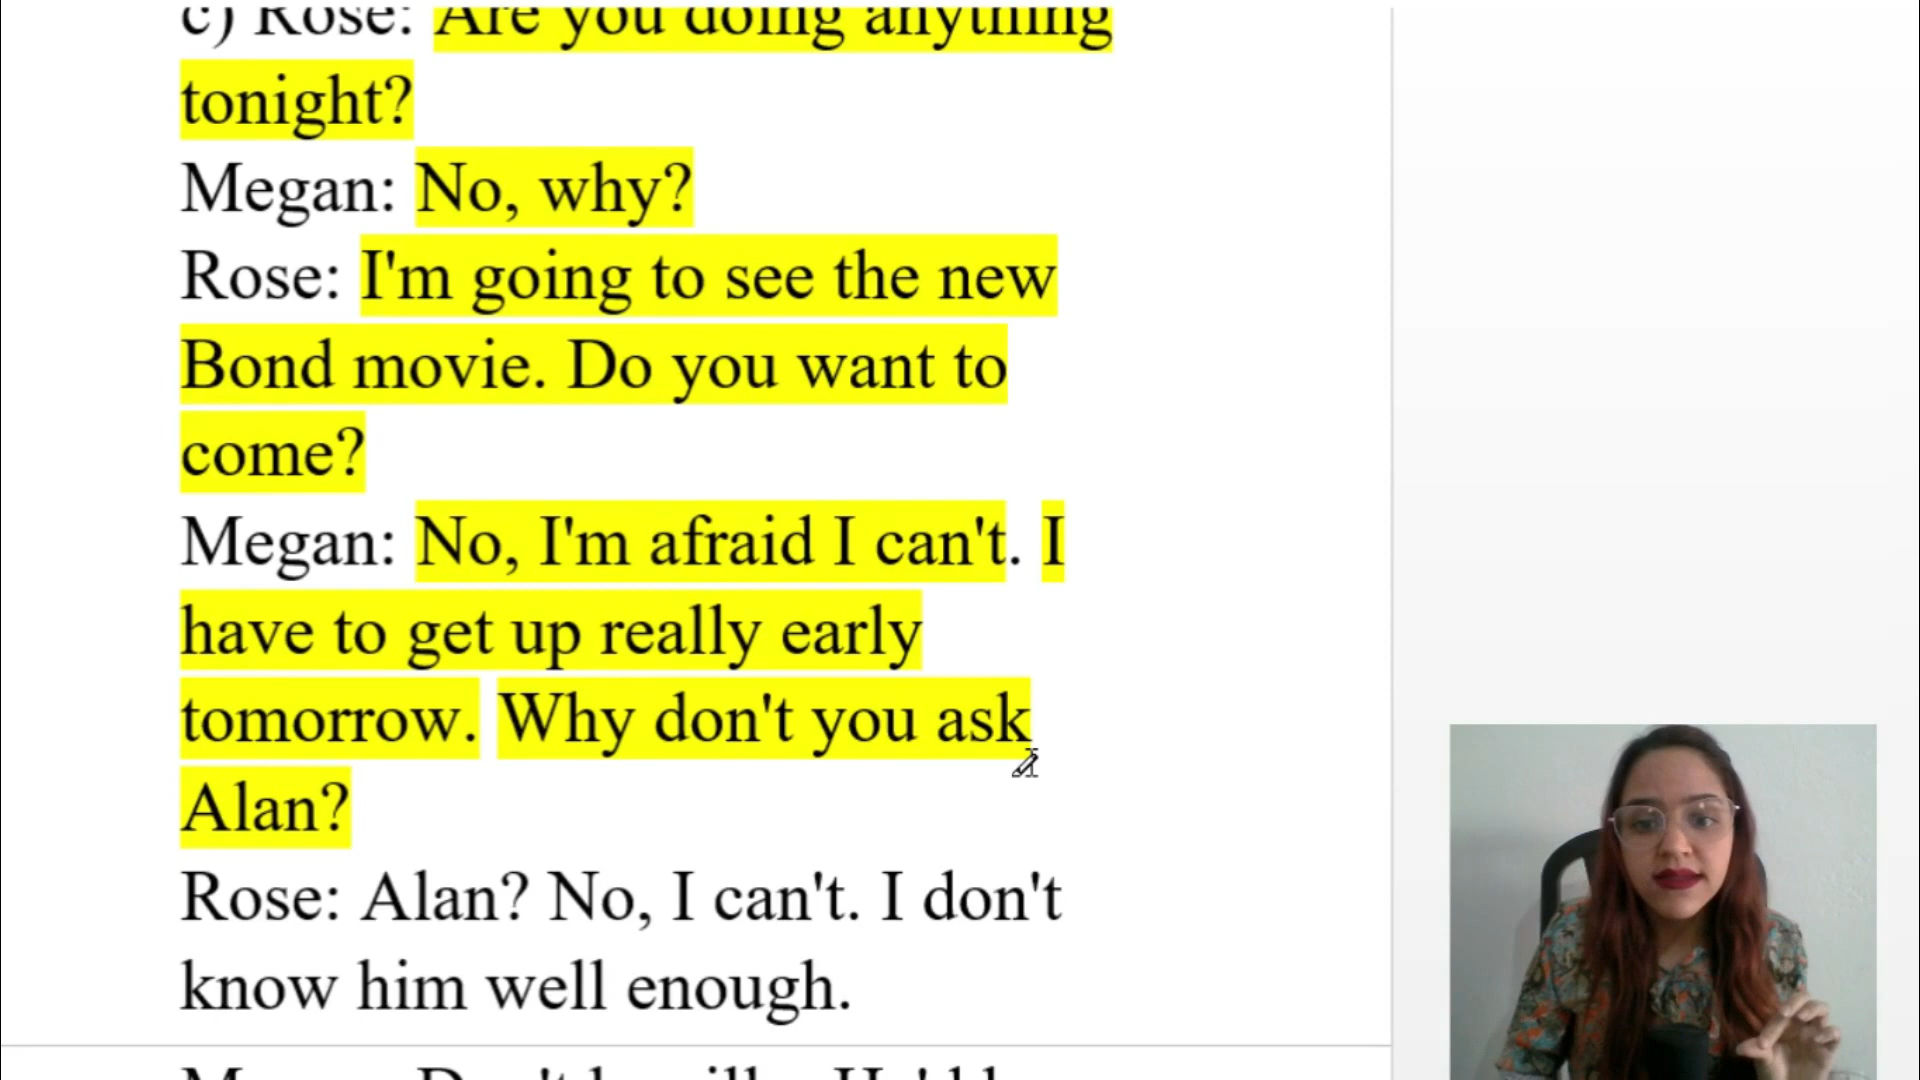 c) Rose: Are you doing anything
tonight?
Megan: No, why?
Rose: I'm going to see the new
Bond movie. Do you want to
come?
Megan: No, I'm afraid I can't. I
have to get up really early
tomorrow. Why don't you ask
Alan?
Rose: Alan? No, I can't. I don't
know him well enough.